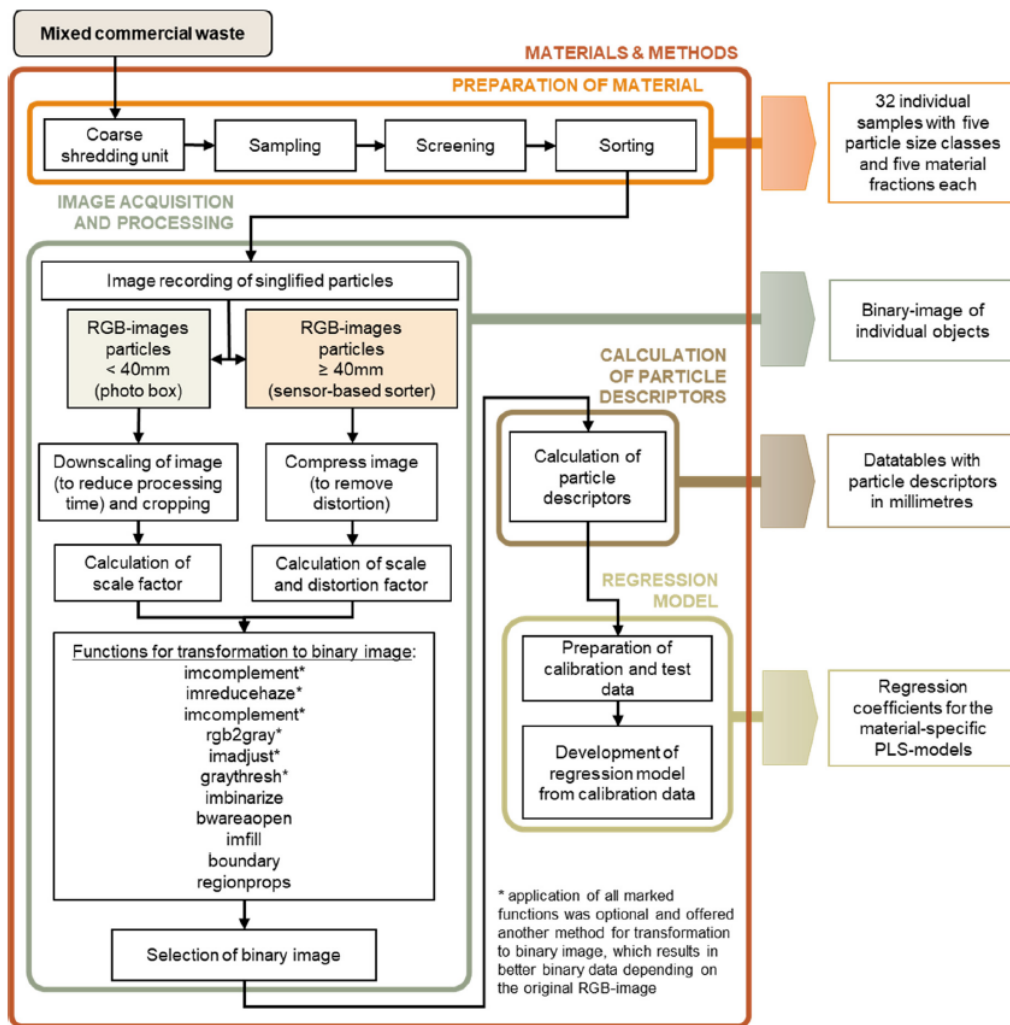 Mixed commercial waste
MATERIALS & METHODS
PREPARATION OF MATERIAL
Coarse
shredding unit
Sampling
Screening
Sorting
32 individual
samples with five
particle size classes
and five material
fractions each
IMAGE ACQUISITION
AND PROCESSING
Image recording of singlified particles
RGB-images
particles
< 40mm
(photo box)
RGB-images
particles
≥ 40mm
(sensor-based sorter)
Binary-image of
individual objects
Downscaling of image
(to reduce processing
time) and cropping
Compress image
(to remove
distortion)
Calculation of
scale factor
Calculation of scale
and distortion factor
Functions for transformation to binary image:
imcomplement*
imreducehaze*
imcomplement*
rgb2gray*
imadjust*
graythresh*
imbinarize
bwareaopen
imfill
boundary
regionprops
Selection of binary image
CALCULATION
OF PARTICLE
DESCRIPTORS
Calculation of
particle
descriptors
Datatables with
particle descriptors
in millimetres
REGRESSION
MODEL
Preparation of
calibration and test
data
Development of
regression model
from calibration data
Regression
coefficients for the
material-specific
PLS-models
* application of all marked
functions was optional and offered
another method for transformation
to binary image, which results in
better binary data depending on
the original RGB-image